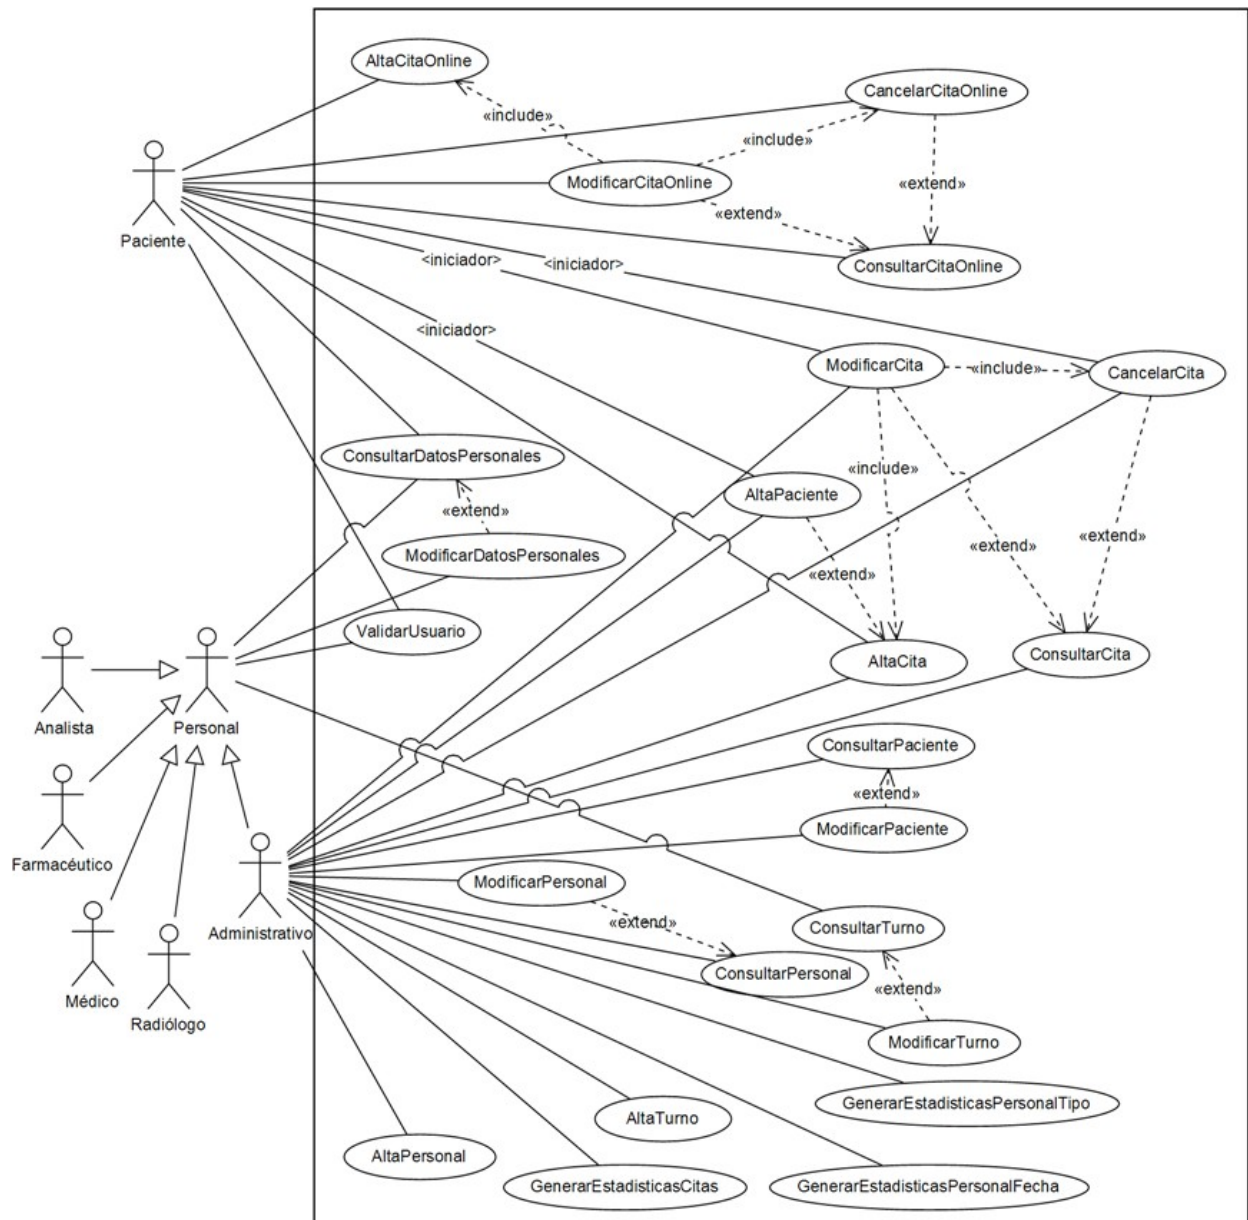 AltaCitaOnline
CancelarCitaOnline
«include»
«include»
ModificarCitaOnline
«extend»
«extend»
Paciente
<iniciador>
<iniciador>
ConsultarCitaOnline
<iniciador>
ModificarCita
«include»
CancelarCita
ConsultarDatosPersonales
«include»
AltaPaciente
«extend»
«extend»
«extend»
ModificarDatosPersonales
«extend»
ValidarUsuario
AltaCita
ConsultarCita
Analista
Personal
ConsultarPaciente
«extend»
ModificarPaciente
Farmacéutico
ModificarPersonal
«extend»
ConsultarTurno
Administrativo
ConsultarPersonal
«extend»
Médico
Radiólogo
ModificarTurno
GenerarEstadisticasPersonalTipo
AltaTurno
AltaPersonal
GenerarEstadisticasCitas
GenerarEstadisticasPersonalFecha